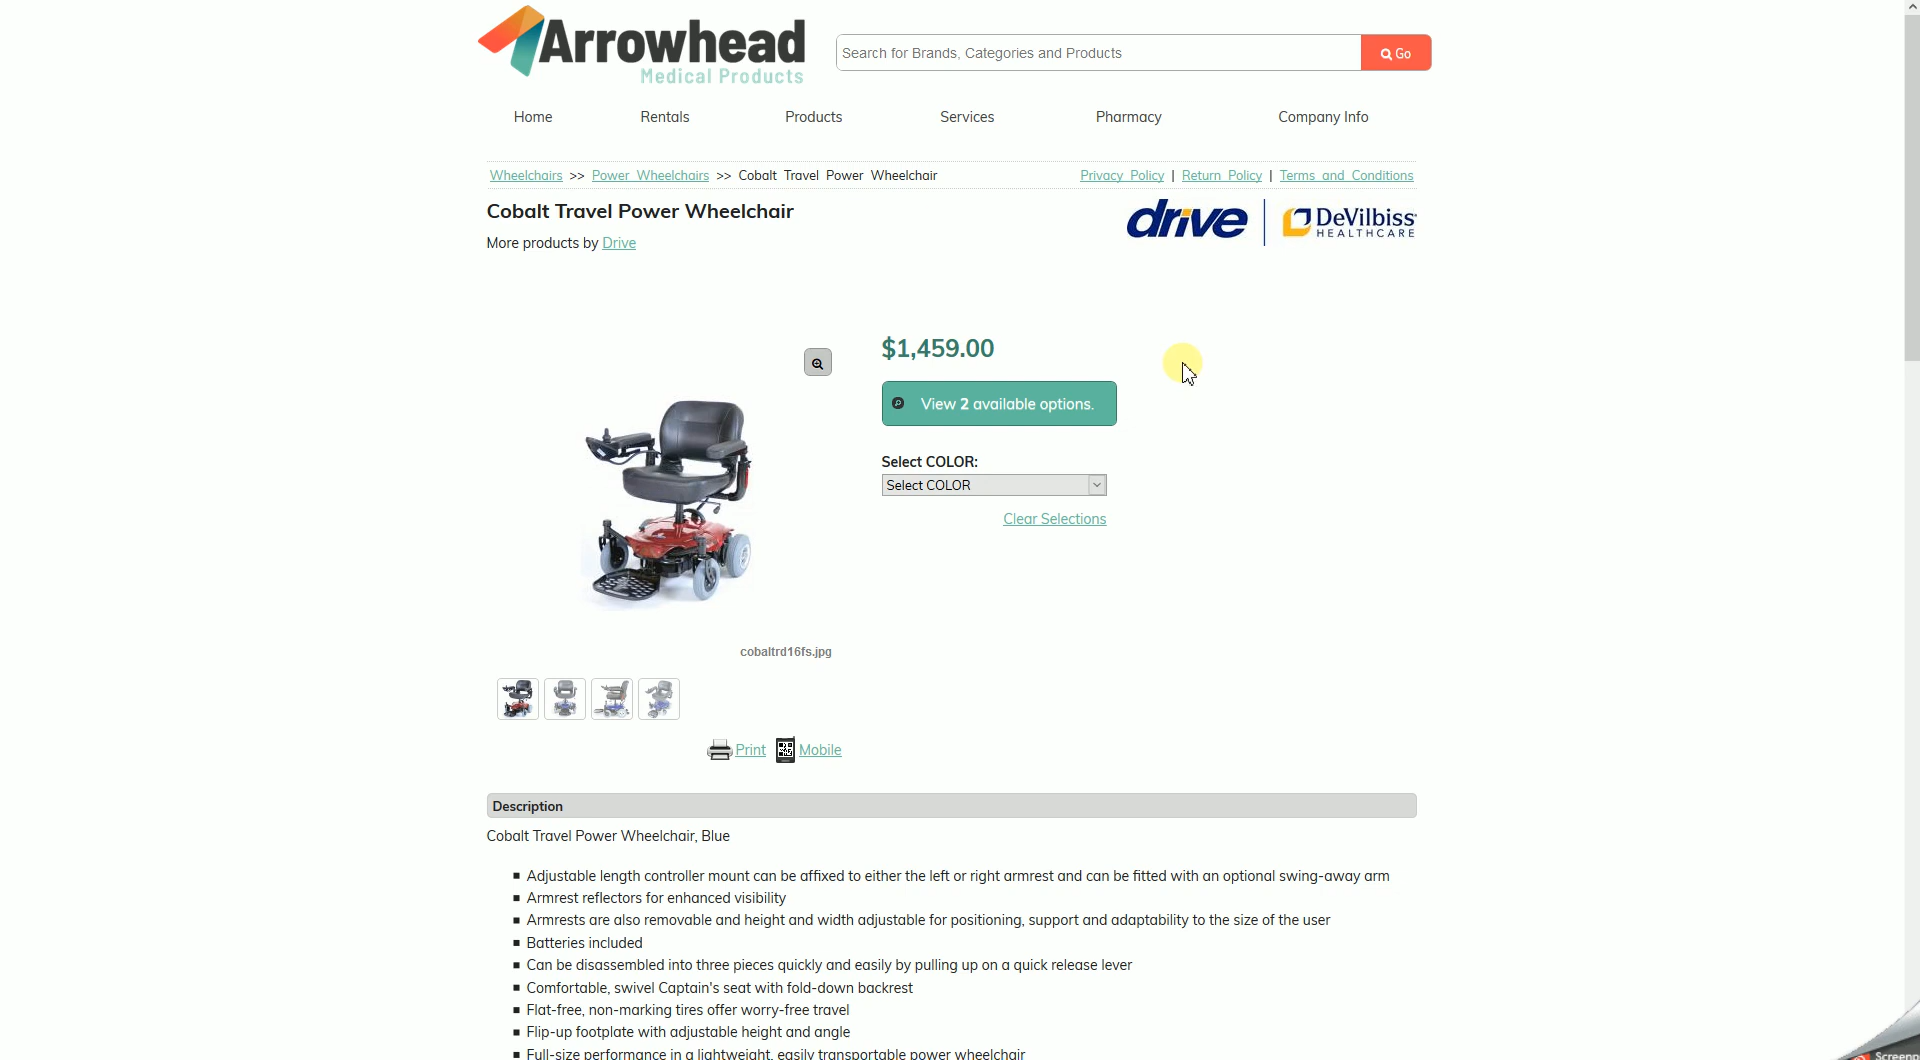 Arrowhead
Medical Products
Search for Brands, Categories and Products
Go
Home
Rentals
Products
Services
Pharmacy
Company Info
Wheelchairs >> Power Wheelchairs >> Cobalt Travel Power Wheelchair
Privacy Policy | Return Policy | Terms and Conditions
Cobalt Travel Power Wheelchair
More products by Drive
drive
DeVilbiss
HEALTHCARE
$1,459.00
View 2 available options.
Select COLOR:
Select COLOR
Clear Selections
cobaltrd16fs.jpg
Print
Mobile
Description
Cobalt Travel Power Wheelchair, Blue
Adjustable length controller mount can be affixed to either the left or right armrest and can be fitted with an optional swing-away arm
Armrest reflectors for enhanced visibility
Armrests are also removable and height and width adjustable for positioning, support and adaptability to the size of the user
Batteries included
Can be disassembled into three pieces quickly and easily by pulling up on a quick release lever
Comfortable, swivel Captain's seat with fold-down backrest
Flat-free, non-marking tires offer worry-free travel
Flip-up footplate with adjustable height and angle
Full-size performance in a lightweight, easily transportable power wheelchair